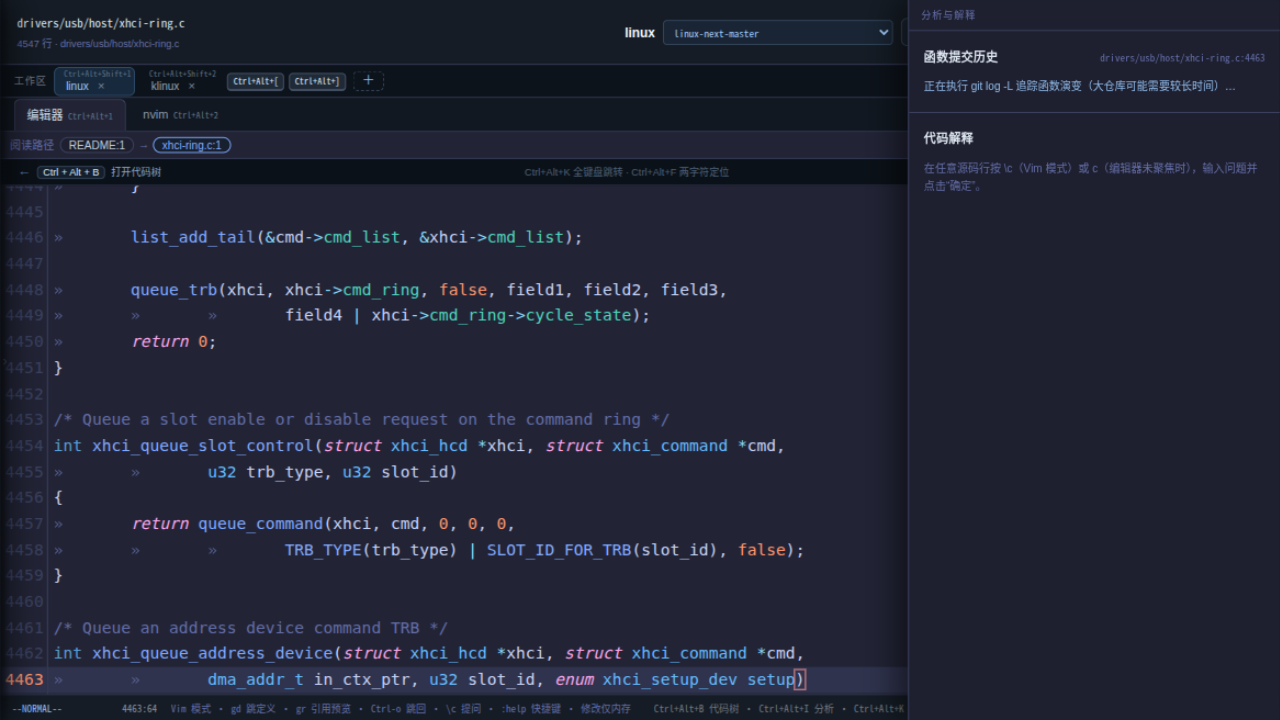 drivers/usb/host/xhci-ring.c
4547 行 · drivers/usb/host/xhci-ring.c
linux linux-next-master
工作区 Ctrl+Alt+Shift+1 linux × Ctrl+Alt+Shift+2 klinux × Ctrl+Alt+[ Ctrl+Alt+] +
编辑器 Ctrl+Alt+1 nvim Ctrl+Alt+2
阅读路径 README:1 → xhci-ring.c:1
← Ctrl + Alt + B 打开代码树 Ctrl+Alt+K 全键盘跳转 · Ctrl+Alt+F 两字符定位
4444 » }
4445
4446 » list_add_tail(&cmd->cmd_list, &xhci->cmd_list);
4447
4448 » queue_trb(xhci, xhci->cmd_ring, false, field1, field2, field3,
4449 » » » field4 | xhci->cmd_ring->cycle_state);
4450 » return 0;
4451 }
4452
4453 /* Queue a slot enable or disable request on the command ring */
4454 int xhci_queue_slot_control(struct xhci_hcd *xhci, struct xhci_command *cmd,
4455 » » u32 trb_type, u32 slot_id)
4456 {
4457 » return queue_command(xhci, cmd, 0, 0, 0,
4458 » » » TRB_TYPE(trb_type) | SLOT_ID_FOR_TRB(slot_id), false);
4459 }
4460
4461 /* Queue an address device command TRB */
4462 int xhci_queue_address_device(struct xhci_hcd *xhci, struct xhci_command *cmd,
4463 » » dma_addr_t in_ctx_ptr, u32 slot_id, enum xhci_setup_dev setup)
--NORMAL-- 4463:64 Vim 模式 · gd 跳定义 · gr 引用预览 · Ctrl-o 跳回 · \c 提问 · :help 快捷键 · 修改仅内存 Ctrl+Alt+B 代码树 · Ctrl+Alt+I 分析 · Ctrl+Alt+K
分析与解释
函数提交历史 drivers/usb/host/xhci-ring.c:4463
正在执行 git log -L 追踪函数演变（大仓库可能需要较长时间）…
代码解释
在任意源码行按 \c（Vim 模式）或 c（编辑器未聚焦时），输入问题并
点击“确定”。